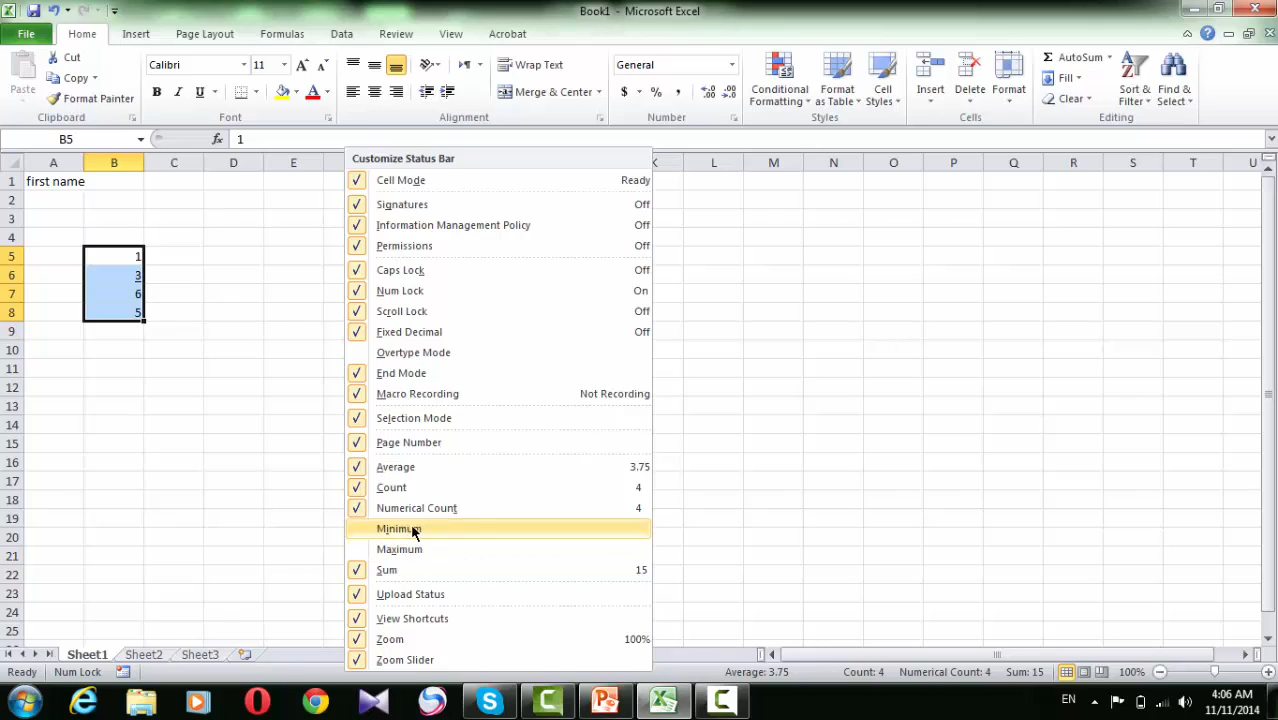 Book1 - Microsoft Excel
File Home Insert Page Layout Formulas Data Review View Acrobat
Paste
Cut
Copy
Format Painter
Clipboard
Calibri 11
B I U A
Font
Wrap Text
Merge & Center
Alignment
General
$ % ,
Number
Conditional Formatting
Format as Table
Cell Styles
Styles
Insert Delete Format
Cells
AutoSum
Fill
Clear
Sort & Filter
Find & Select
Editing
B5 fx 1
A B C D E K L M N O P Q R S T U
1 first name
2
3
4
5 1
6 3
7 6
8 5
9
10
11
12
13
14
15
16
17
18
19
20
21
22
23
24
25
Customize Status Bar
Cell Mode Ready
Signatures Off
Information Management Policy Off
Permissions Off
Caps Lock Off
Num Lock On
Scroll Lock Off
Fixed Decimal Off
Overtype Mode
End Mode
Macro Recording Not Recording
Selection Mode
Page Number
Average 3.75
Count 4
Numerical Count 4
Minimum
Maximum
Sum 15
Upload Status
View Shortcuts
Zoom 100%
Zoom Slider
Sheet1 Sheet2 Sheet3
Ready Num Lock Average: 3.75 Count: 4 Numerical Count: 4 Sum: 15 100%
EN
4:06 AM
11/11/2014